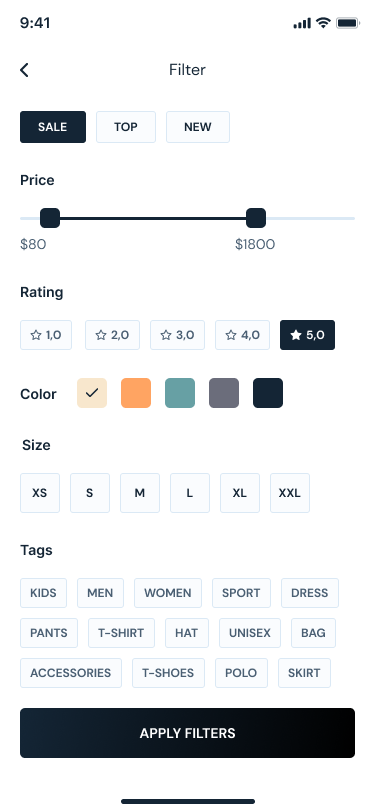 9:41
Filter
SALE TOP NEW
Price
$80 $1800
Rating
1,0 2,0 3,0 4,0 5,0
Color
Size
XS S M L XL XXL
Tags
KIDS MEN WOMEN SPORT DRESS
PANTS T-SHIRT HAT UNISEX BAG
ACCESSORIES T-SHOES POLO SKIRT
APPLY FILTERS